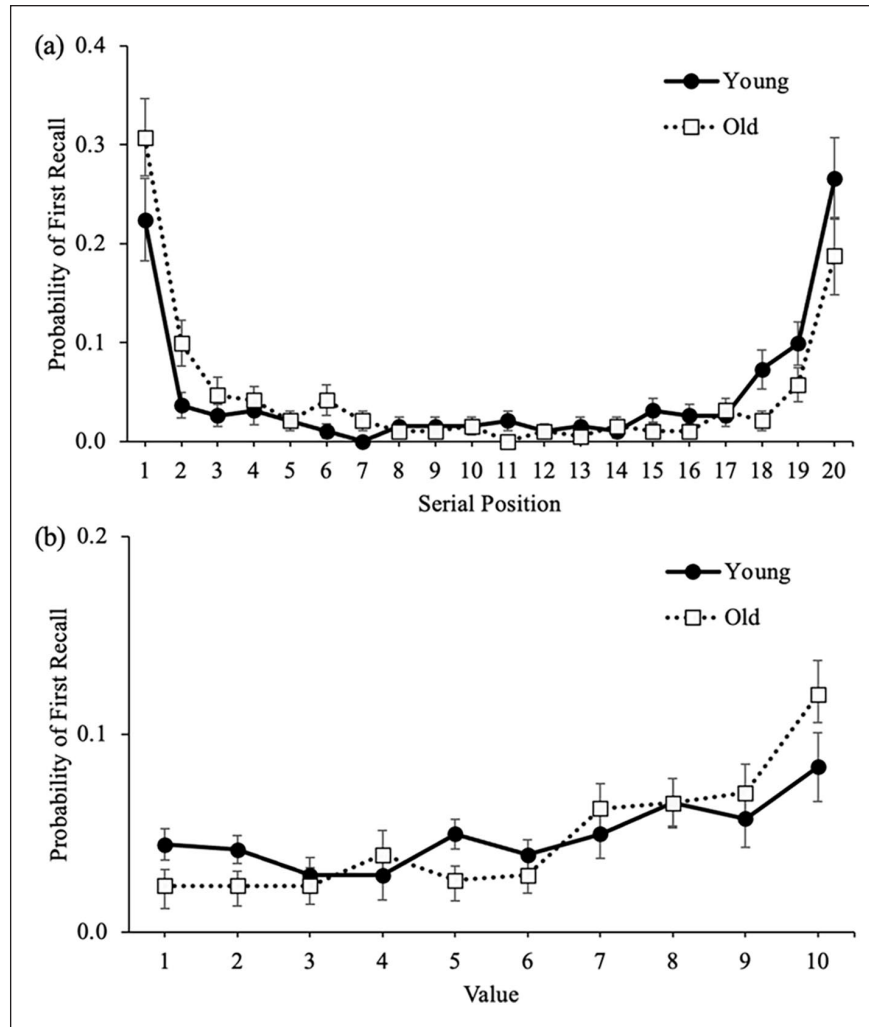 (a)
0.4
0.3
0.2
0.1
0.0
Probability of First Recall
Young
Old
1 2 3 4 5 6 7 8 9 10 11 12 13 14 15 16 17 18 19 20
Serial Position
(b)
0.2
0.1
0.0
Probability of First Recall
Young
Old
1 2 3 4 5 6 7 8 9 10
Value